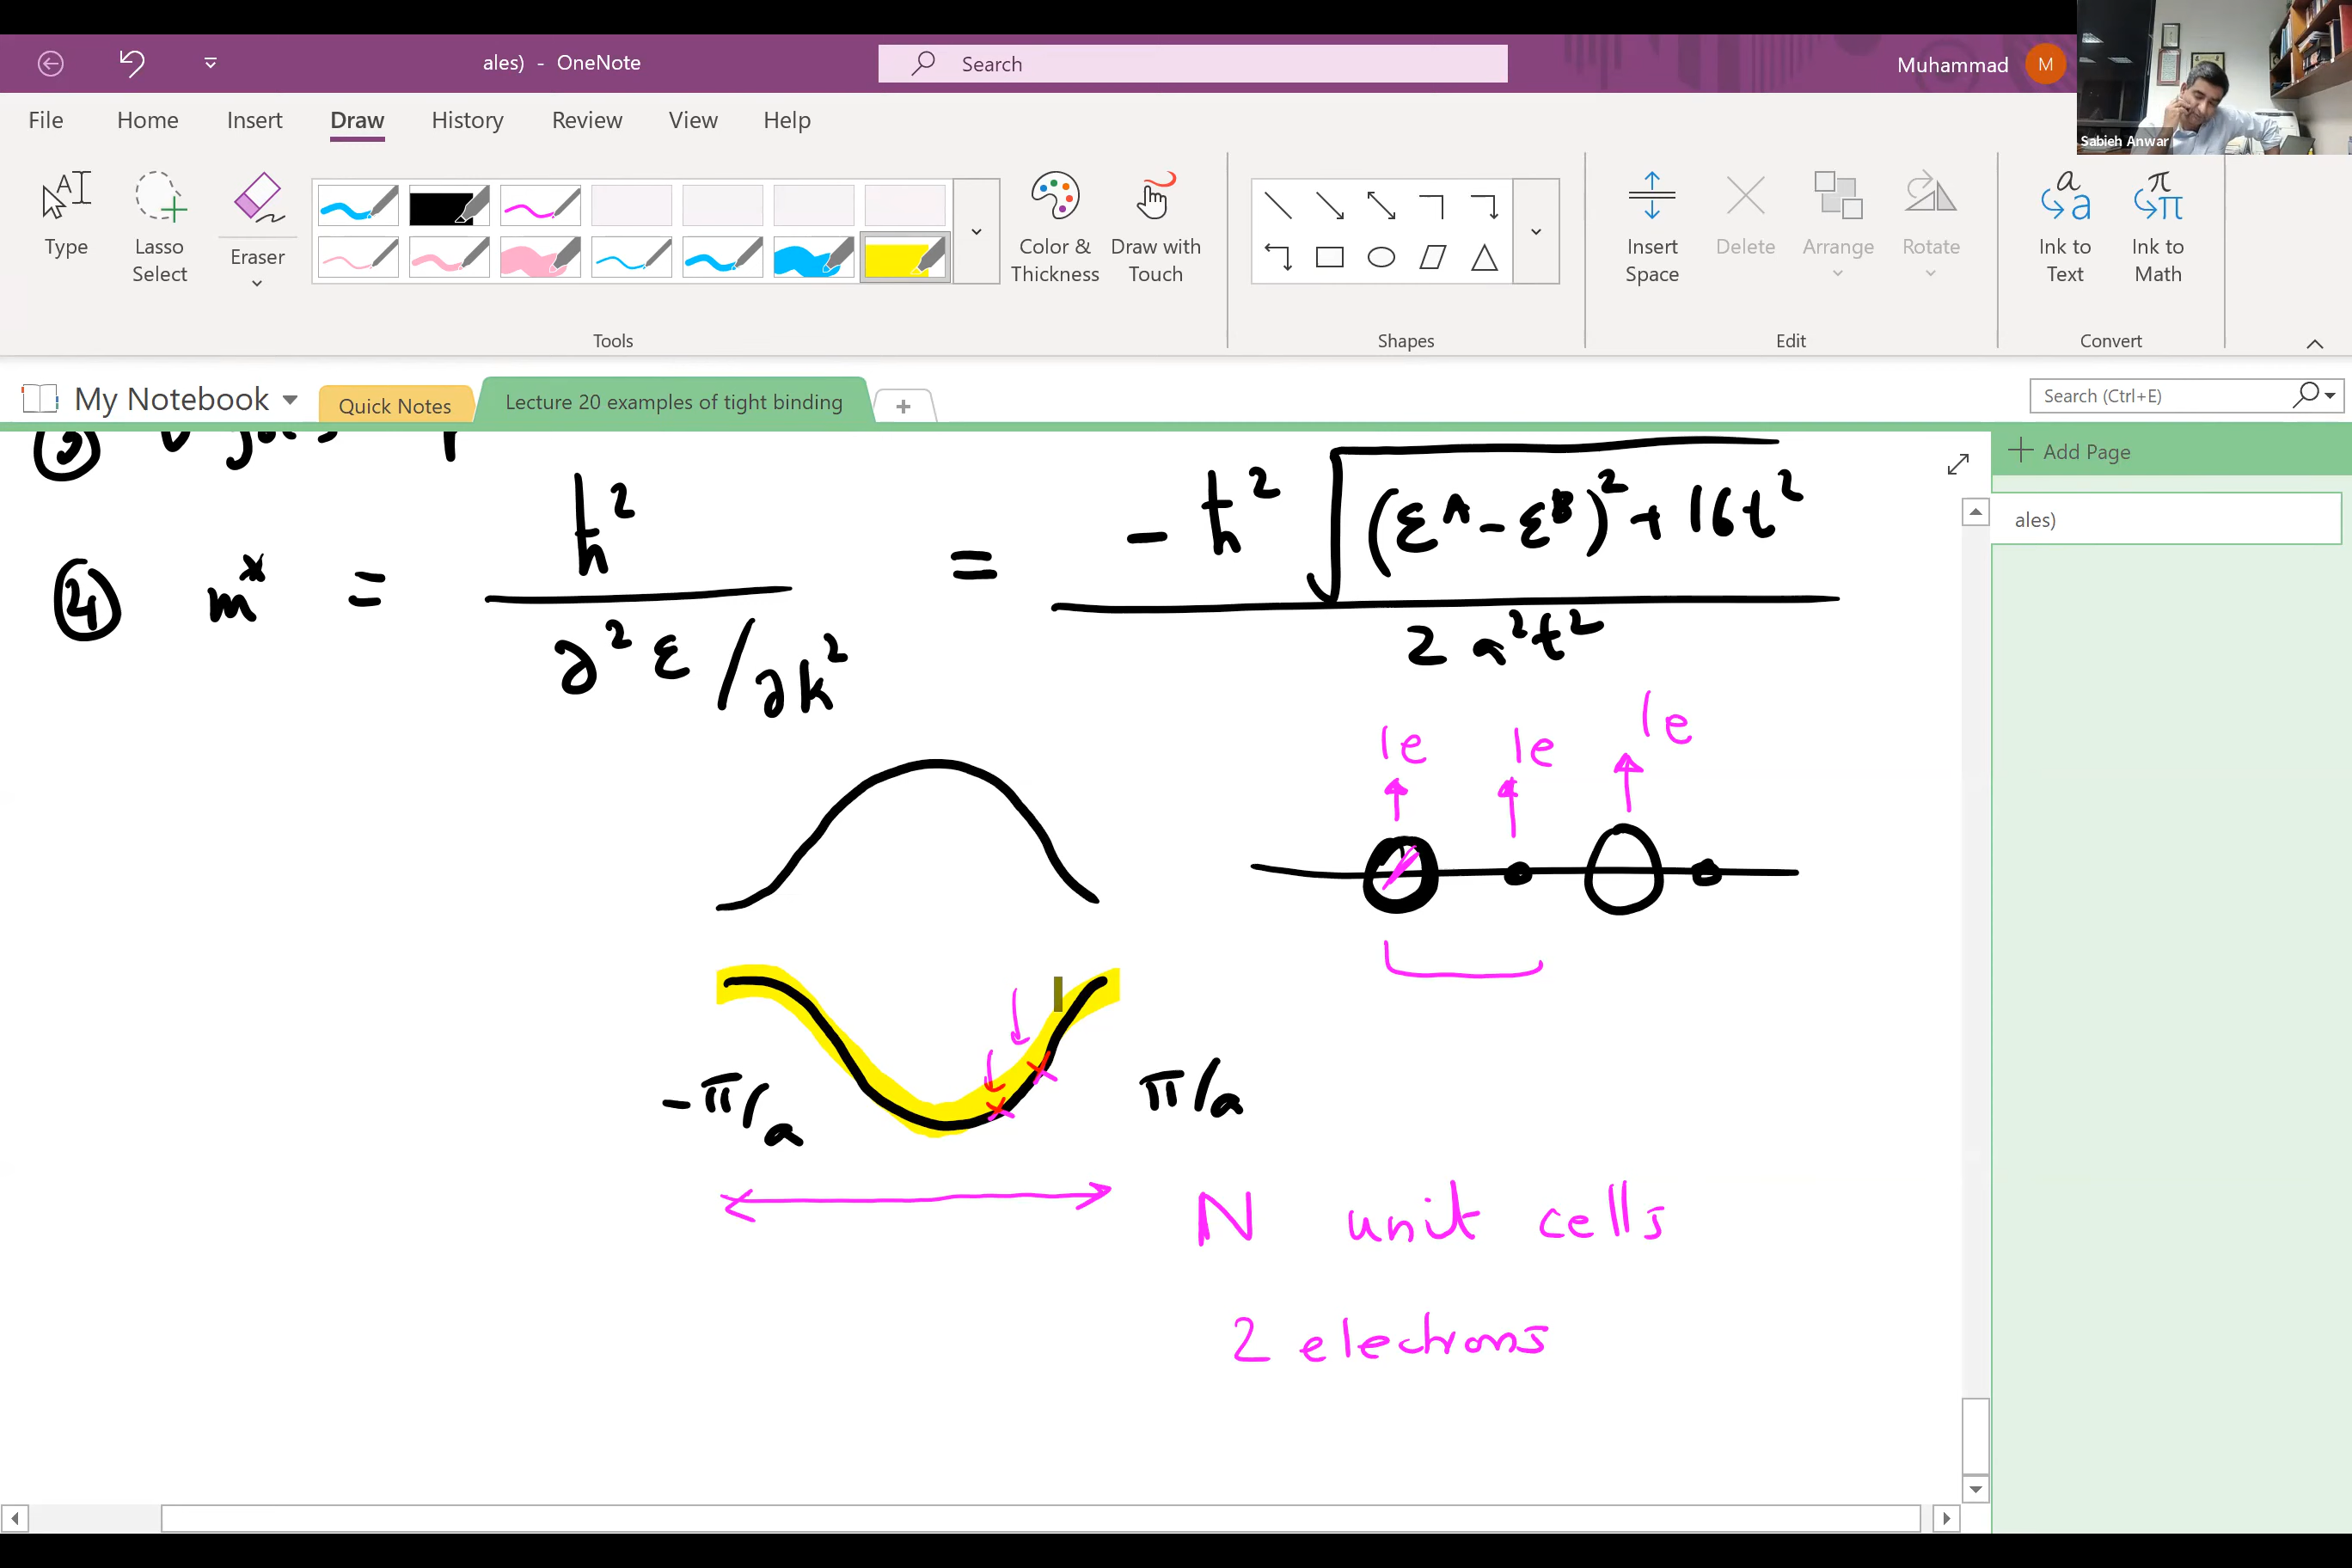 ales) - OneNote
Search
Muhammad
M
Sabieh Anwar
File Home Insert Draw History Review View Help
Type
Lasso Select
Eraser
Color & Thickness
Draw with Touch
Insert Space
Delete
Arrange
Rotate
a a
Ink to Text
π π
Ink to Math
Tools
Shapes
Edit
Convert
My Notebook
Quick Notes
Lecture 20 examples of tight binding
Search (Ctrl+E)
Add Page
ales)
④ m* = ħ² / (∂²ε/∂k²) = -ħ² √((ε^A - ε^B)² + 16t²) / (2a²t²)
1e 1e 1e
-π/a π/a
N unit cells
2 electrons